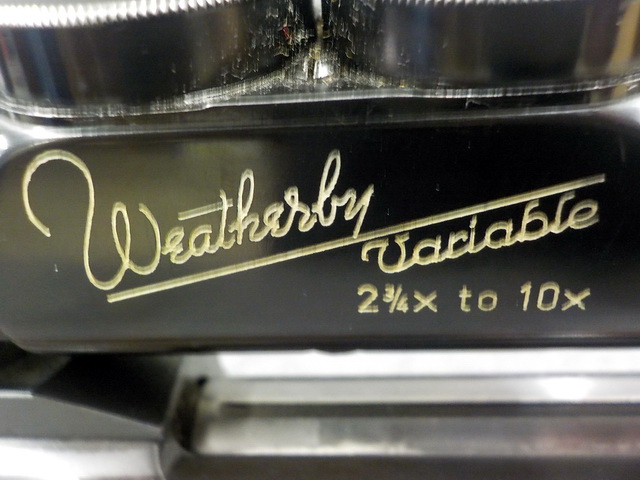 Weatherby
Variable
2¾x to 10x